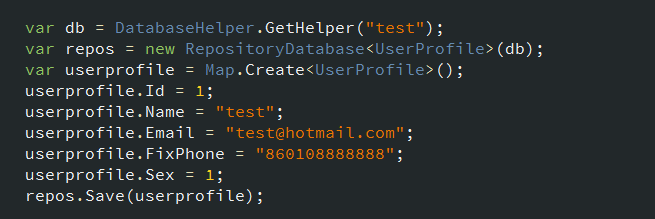 var db = DatabaseHelper.GetHelper("test");
var repos = new RepositoryDatabase<UserProfile>(db);
var userprofile = Map.Create<UserProfile>();
userprofile.Id = 1;
userprofile.Name = "test";
userprofile.Email = "test@hotmail.com";
userprofile.FixPhone = "860108888888";
userprofile.Sex = 1;
repos.Save(userprofile);